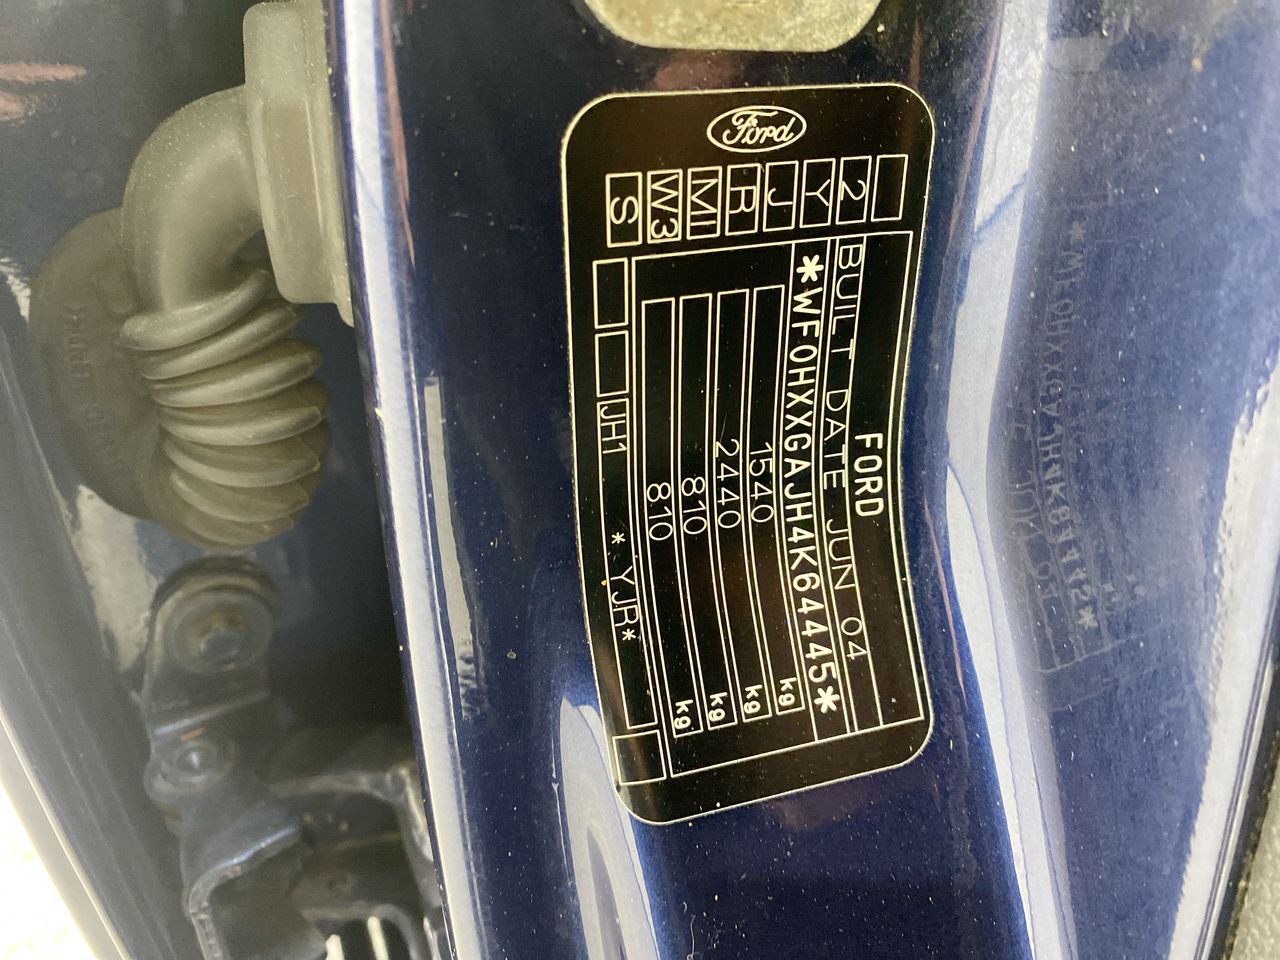 Ford
FORD
BUILT DATE JUN 04
*WF0HXXGAJH4K64445*
1540 kg
2440 kg
810 kg
810 kg
2
Y
J
R
MI
W3
S
JH1 *YJR*